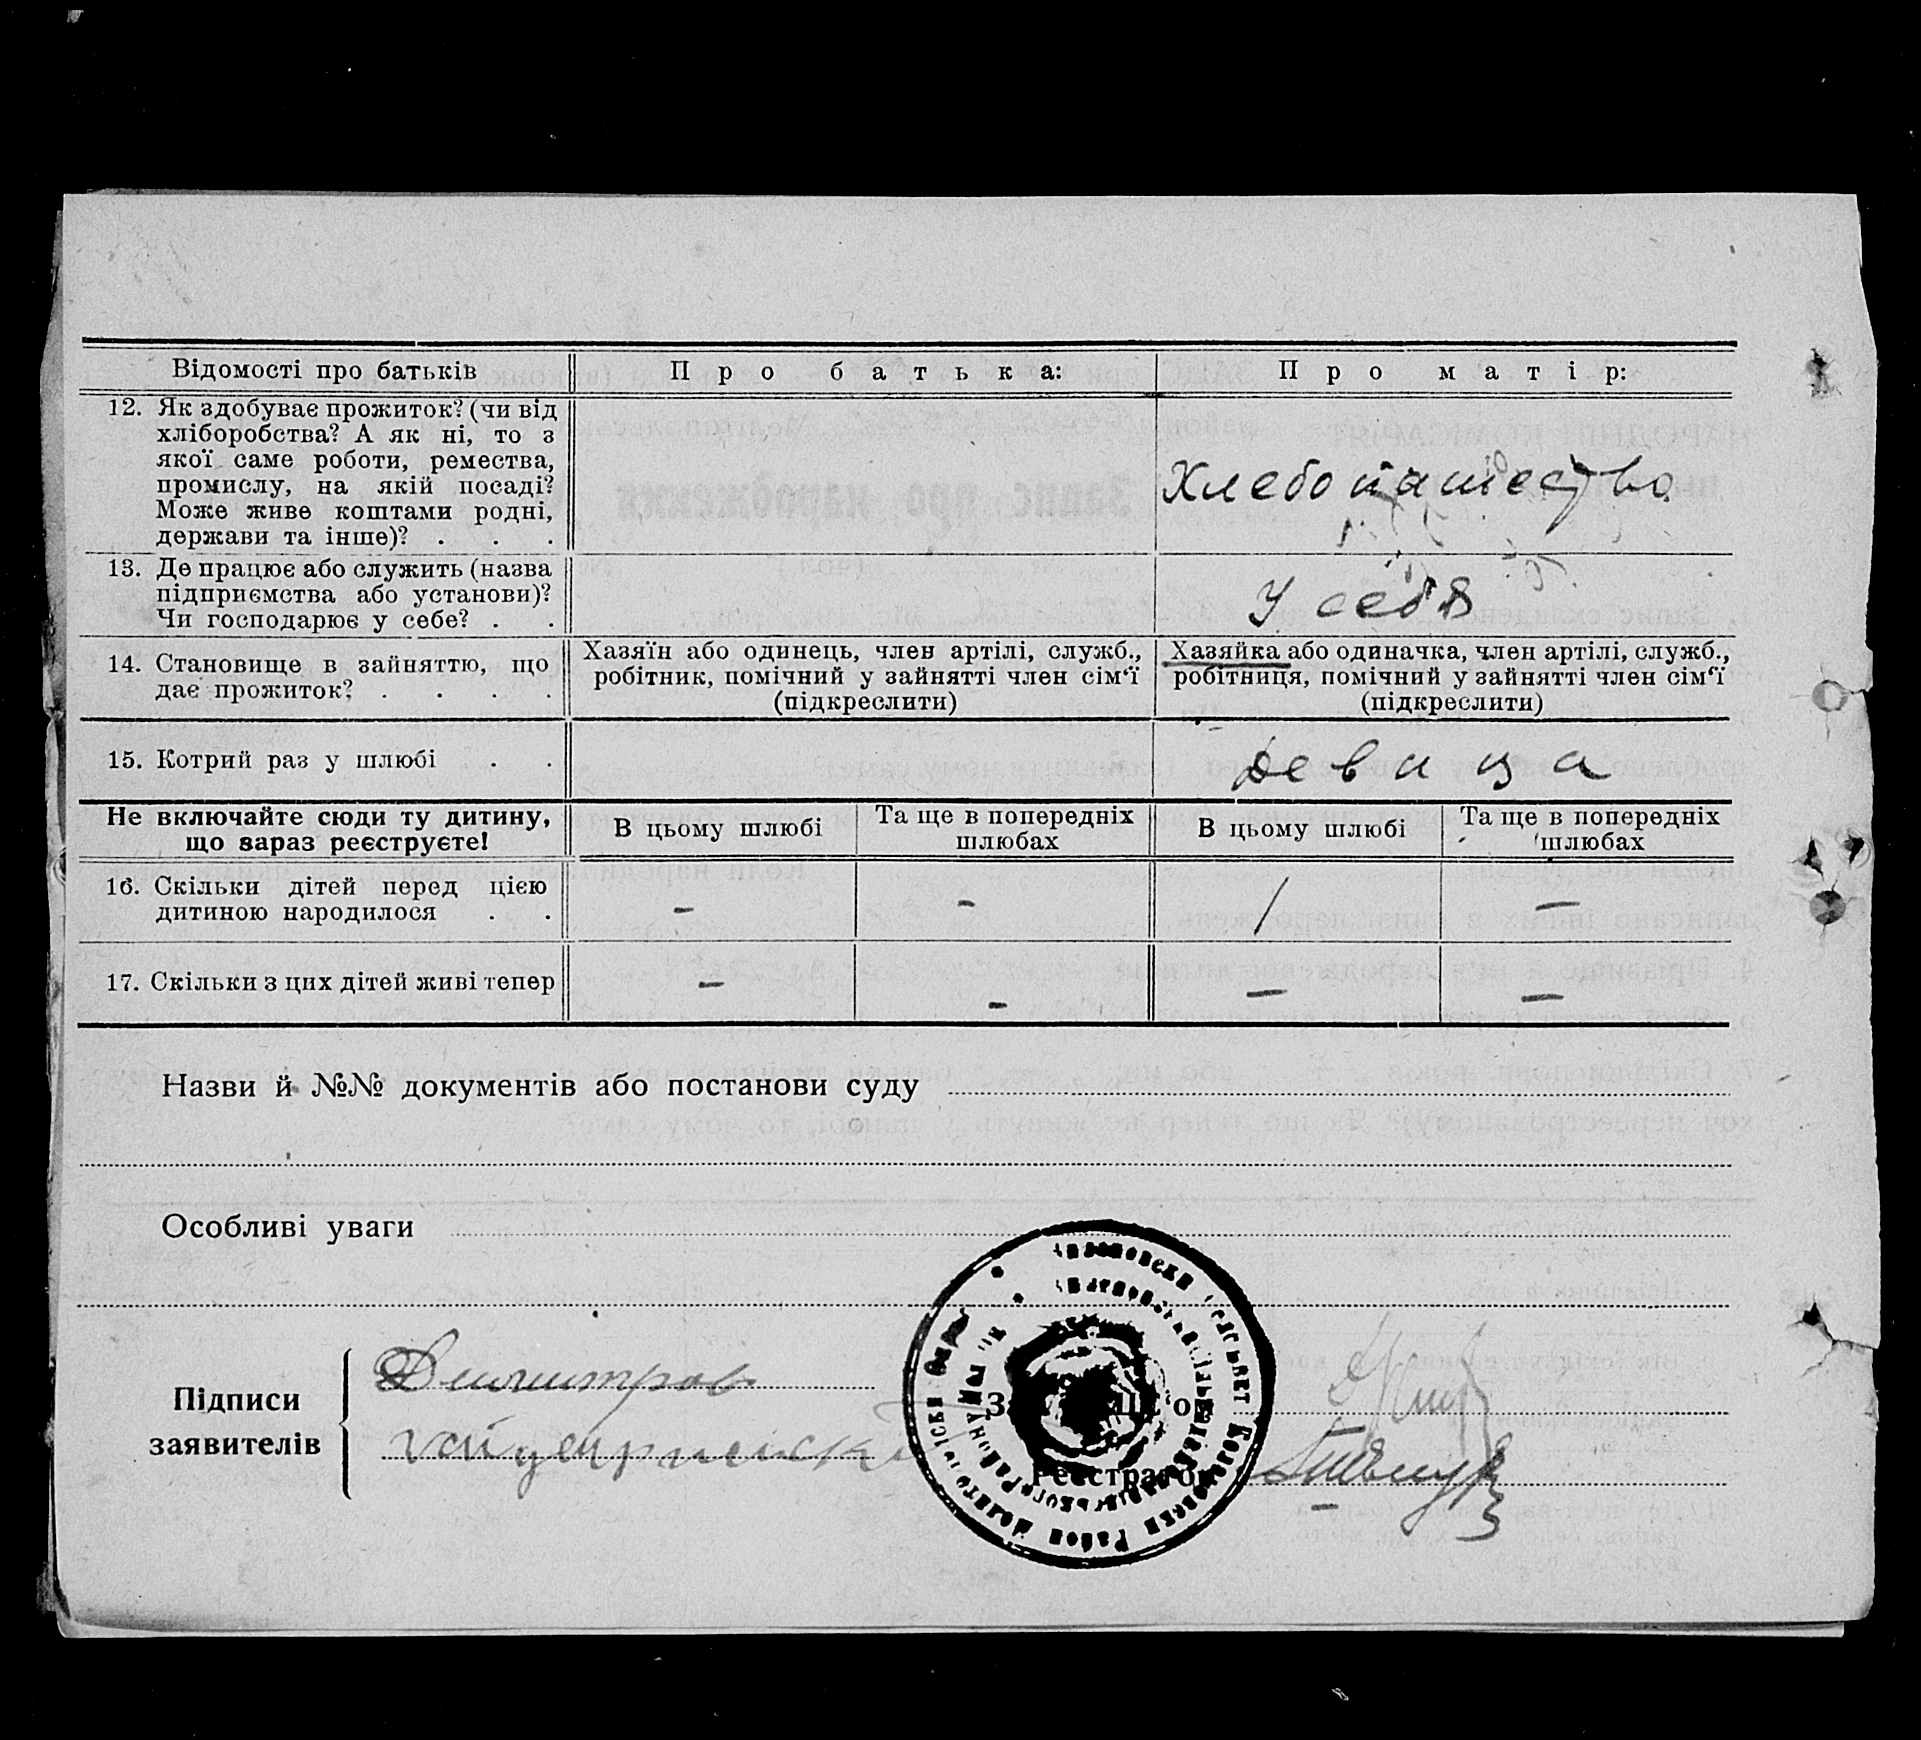 Відомості про батьків
Про батька:
Про матір:
12. Як здобуває прожиток? (чи від
хліборобства? А як ні, то з
якої саме роботи, ремества,
промислу, на якій посаді?
Може живе коштами родні,
держави та інше)? . . .
Хлебопашество
13. Де працює або служить (назва
підприємства або установи)?
Чи господарює у себе? . .
У себя
14. Становище в зайняттю, що
дає прожиток? . . . .
Хазяїн або одинець, член артілі, служб.,
робітник, помічний у зайнятті член сім'ї
(підкреслити)
Хазяйка або одиначка, член артілі, служб.,
робітниця, помічний у зайнятті член сім'ї
(підкреслити)
15. Котрий раз у шлюбі . .
Девица
Не включайте сюди ту дитину,
що зараз реєструєте!
В цьому шлюбі
Та ще в попередніх
шлюбах
В цьому шлюбі
Та ще в попередніх
шлюбах
16. Скільки дітей перед цією
дитиною народилося . .
-
-
/
-
17. Скільки з цих дітей живі тепер
-
-
-
-
Назви й №№ документів або постанови суду
Особливі уваги
Підписи
заявителів
Димитров
Реєстратор